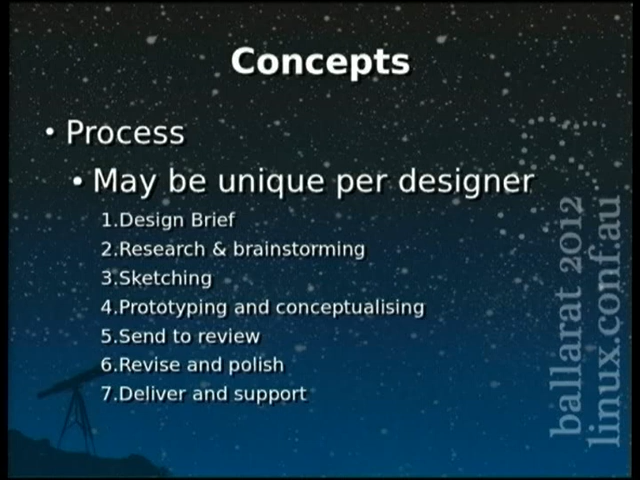 Concepts
• Process
• May be unique per designer
1.Design Brief
2.Research & brainstorming
3.Sketching
4.Prototyping and conceptualising
5.Send to review
6.Revise and polish
7.Deliver and support
ballarat 2012
linux.conf.au